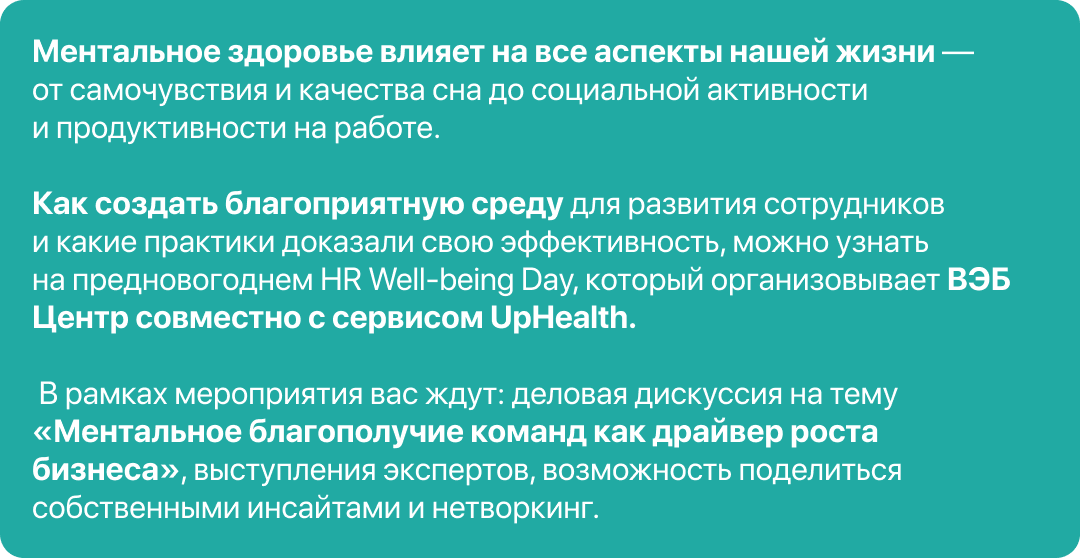 Ментальное здоровье влияет на все аспекты нашей жизни —
от самочувствия и качества сна до социальной активности
и продуктивности на работе.
Как создать благоприятную среду для развития сотрудников
и какие практики доказали свою эффективность, можно узнать
на предновогоднем HR Well-being Day, который организовывает ВЭБ
Центр совместно с сервисом UpHealth.
В рамках мероприятия вас ждут: деловая дискуссия на тему
«Ментальное благополучие команд как драйвер роста
бизнеса», выступления экспертов, возможность поделиться
собственными инсайтами и нетворкинг.